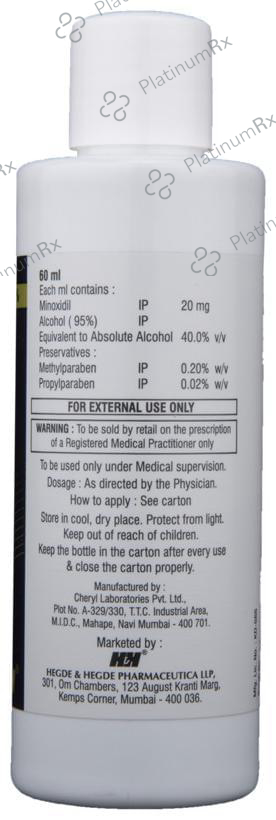 60 ml
Each ml contains :
Minoxidil IP 20 mg
Alcohol ( 95%) IP
Equivalent to Absolute Alcohol 40.0% v/v
Preservatives :
Methylparaben IP 0.20% w/v
Propylparaben IP 0.02% w/v
FOR EXTERNAL USE ONLY
WARNING : To be sold by retail on the prescription
of a Registered Medical Practitioner only
To be used only under Medical supervision.
Dosage : As directed by the Physician.
How to apply : See carton
Store in cool, dry place. Protect from light.
Keep out of reach of children.
Keep the bottle in the carton after every use
& close the carton properly.
Manufactured by :
Cheryl Laboratories Pvt. Ltd.,
Plot No. A-329/330, T.T.C. Industrial Area,
M.I.D.C., Mahape, Navi Mumbai - 400 701.
Marketed by :
HH®
HEGDE & HEGDE PHARMACEUTICA LLP,
301, Om Chambers, 123 August Kranti Marg,
Kemps Corner, Mumbai - 400 036.
Mfg. Lic. No. :
PlatinumRx
PlatinumRx
PlatinumRx
PlatinumRx
PlatinumRx